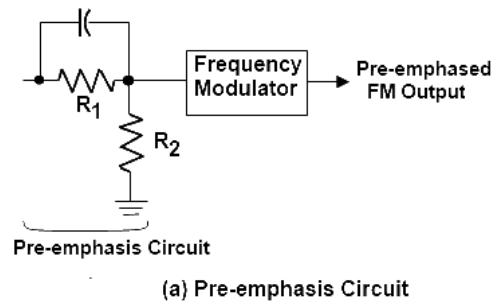 Frequency
Modulator
Pre-emphased
FM Output
R1
R2
Pre-emphasis Circuit
(a) Pre-emphasis Circuit